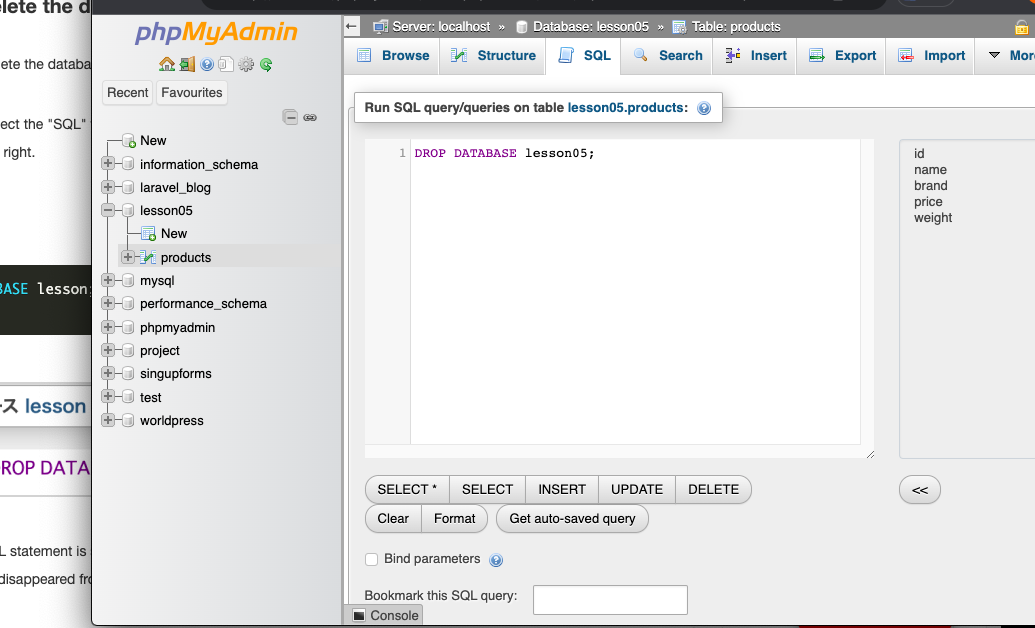 elete the d
ete the databa
ect the "SQL"
right.
BASE lesson
ース lesson
DROP DATA
L statement is
disappeared fro
phpMyAdmin
Recent
Favourites
New
information_schema
laravel_blog
lesson05
New
products
mysql
performance_schema
phpmyadmin
project
singupforms
test
worldpress
Server: localhost » Database: lesson05 » Table: products
Browse Structure SQL Search Insert Export Import Mor
Run SQL query/queries on table lesson05.products:
1 DROP DATABASE lesson05;
id
name
brand
price
weight
SELECT * SELECT INSERT UPDATE DELETE
<<
Clear Format Get auto-saved query
Bind parameters
Bookmark this SQL query:
Console